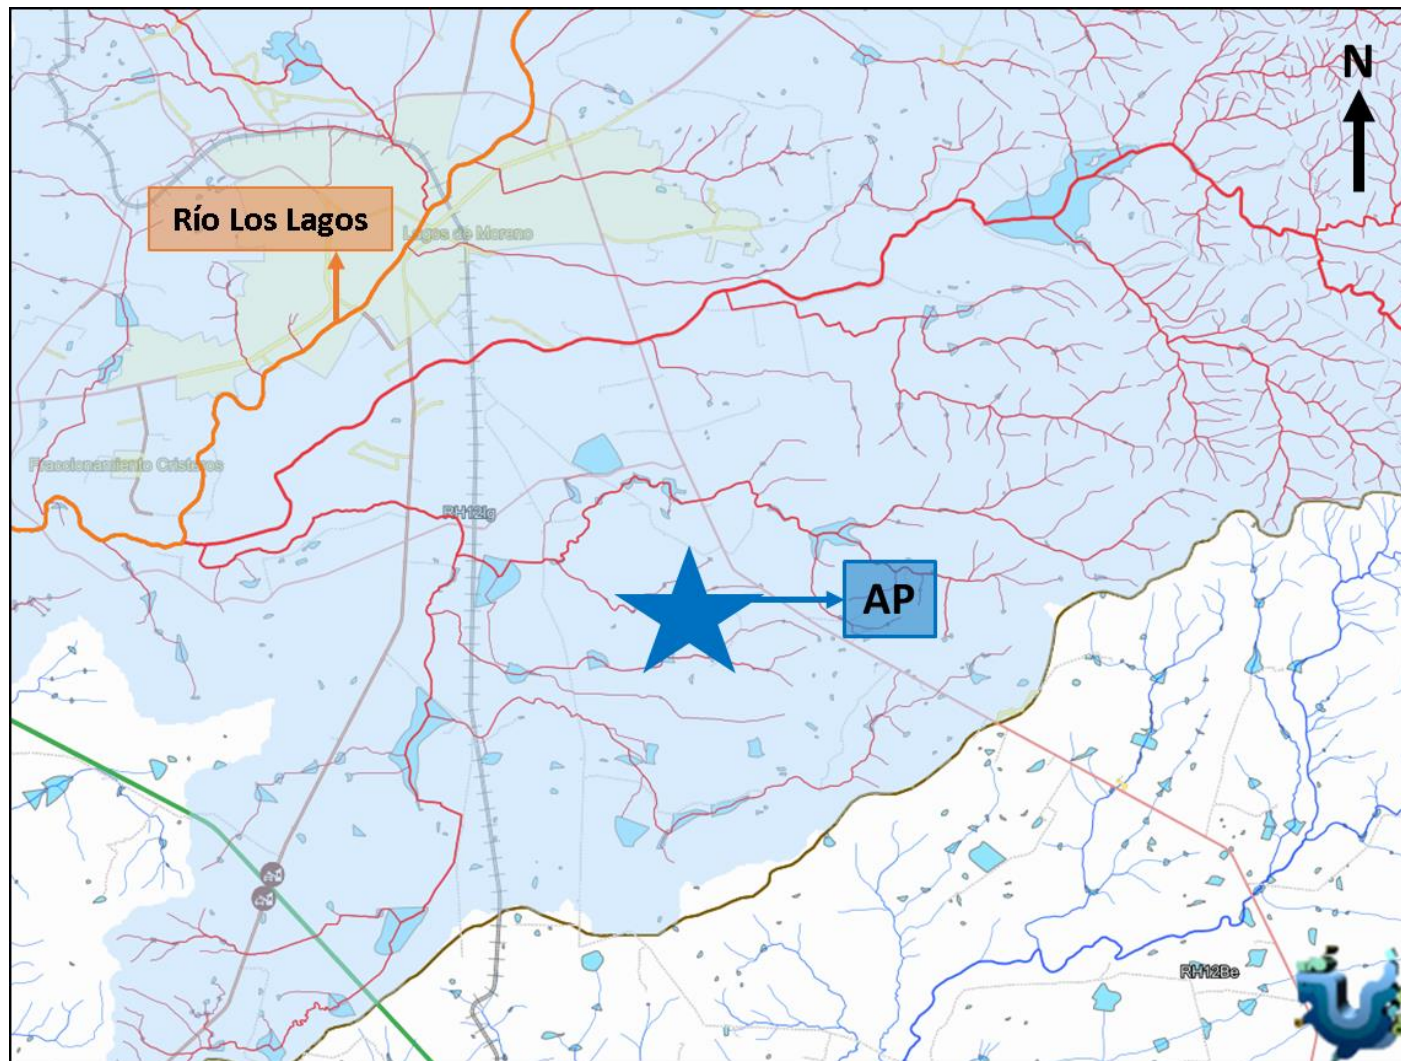 N
Río Los Lagos
Lagos de Moreno
Fraccionamiento Cristeros
RH12Ig
AP
RH12Be